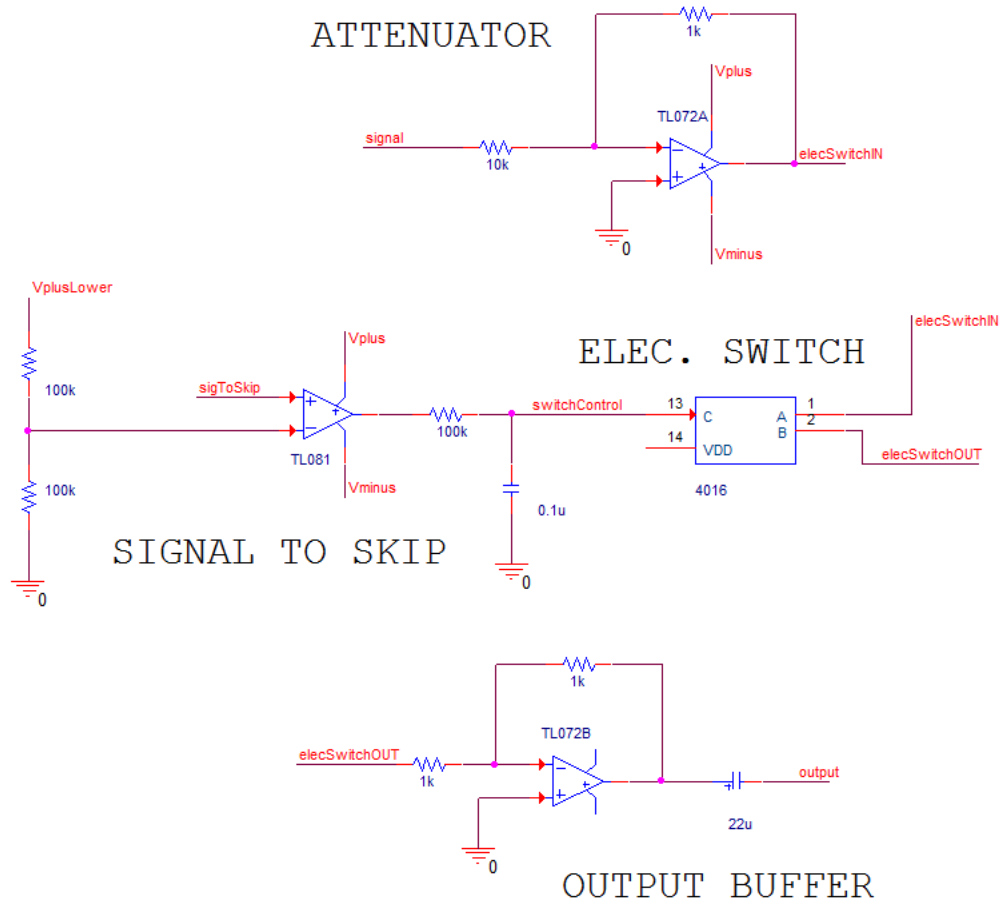 ATTENUATOR
1k
Vplus
TL072A
signal
10k
elecSwitchIN
0
Vminus
VplusLower
100k
100k
0
sigToSkip
Vplus
TL081
Vminus
100k
0.1u
0
SIGNAL TO SKIP
ELEC. SWITCH
elecSwitchIN
switchControl
13
C
A
1
14
VDD
B
2
elecSwitchOUT
4016
1k
TL072B
elecSwitchOUT
1k
0
output
22u
OUTPUT BUFFER